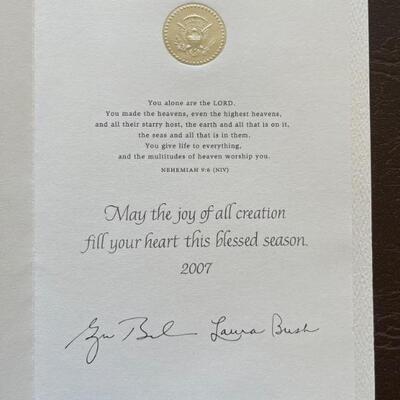 You alone are the LORD.
You made the heavens, even the highest heavens,
and all their starry host, the earth and all that is on it,
the seas and all that is in them.
You give life to everything,
and the multitudes of heaven worship you.
NEHEMIAH 9:6 (NIV)
May the joy of all creation
fill your heart this blessed season.
2007
Laura Bush